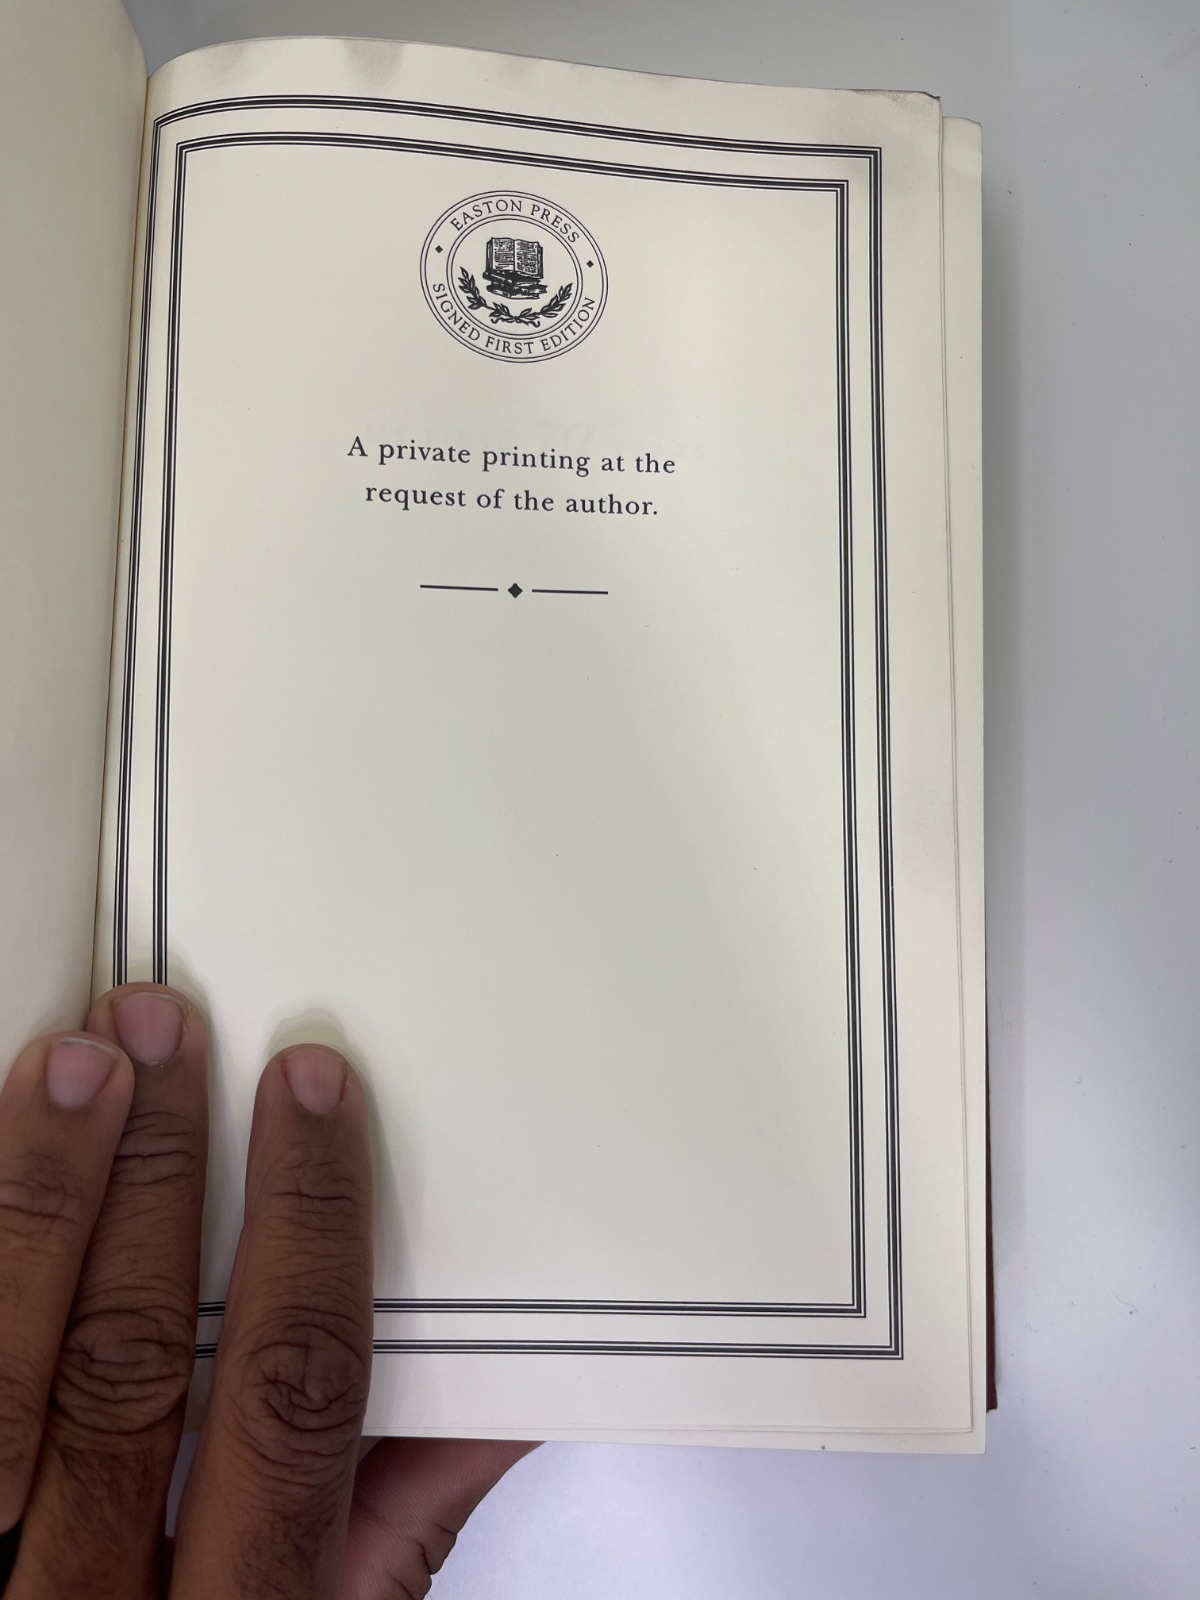 EASTON PRESS
SIGNED FIRST EDITION
A private printing at the
request of the author.